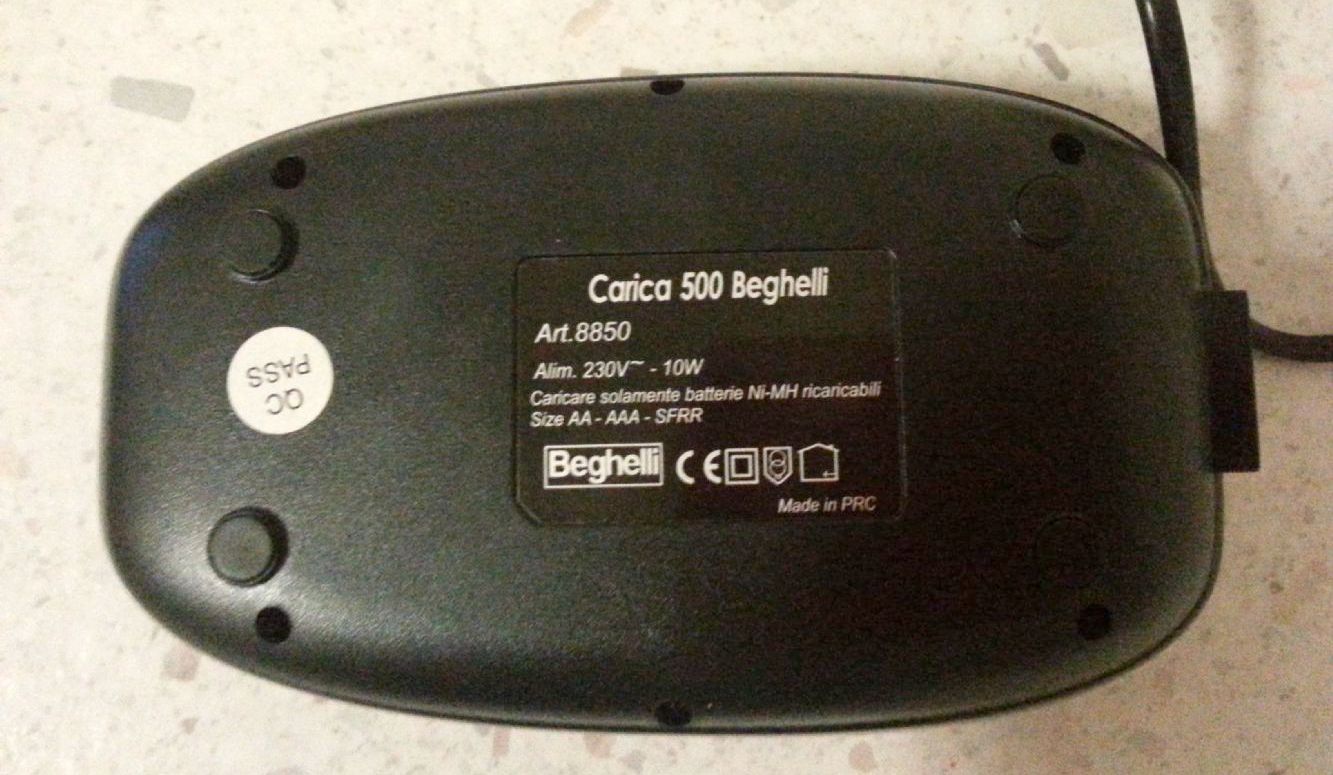 Carica 500 Beghelli
Art.8850
Alim. 230V~ - 10W
Caricare solamente batterie Ni-MH ricaricabili
Size AA - AAA - SFRR
Beghelli CE
Made in PRC
QC
PASS